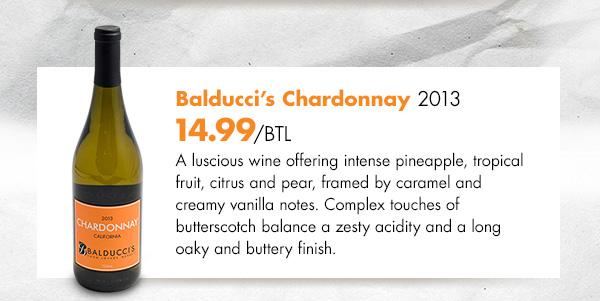 Balducci's Chardonnay 2013
14.99/BTL
A luscious wine offering intense pineapple, tropical
fruit, citrus and pear, framed by caramel and
creamy vanilla notes. Complex touches of
butterscotch balance a zesty acidity and a long
oaky and buttery finish.
2013
CHARDONNAY
CALIFORNIA
BALDUCCI'S